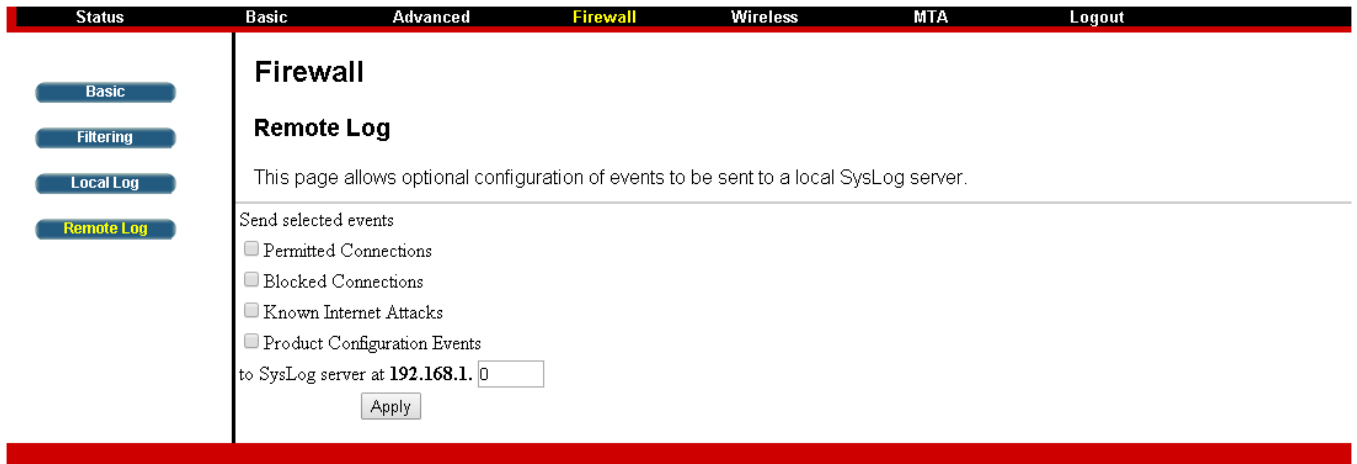 Status Basic Advanced Firewall Wireless MTA Logout
Basic
Filtering
Local Log
Remote Log
Firewall
Remote Log
This page allows optional configuration of events to be sent to a local SysLog server.
Send selected events
Permitted Connections
Blocked Connections
Known Internet Attacks
Product Configuration Events
to SysLog server at 192.168.1. 0
Apply